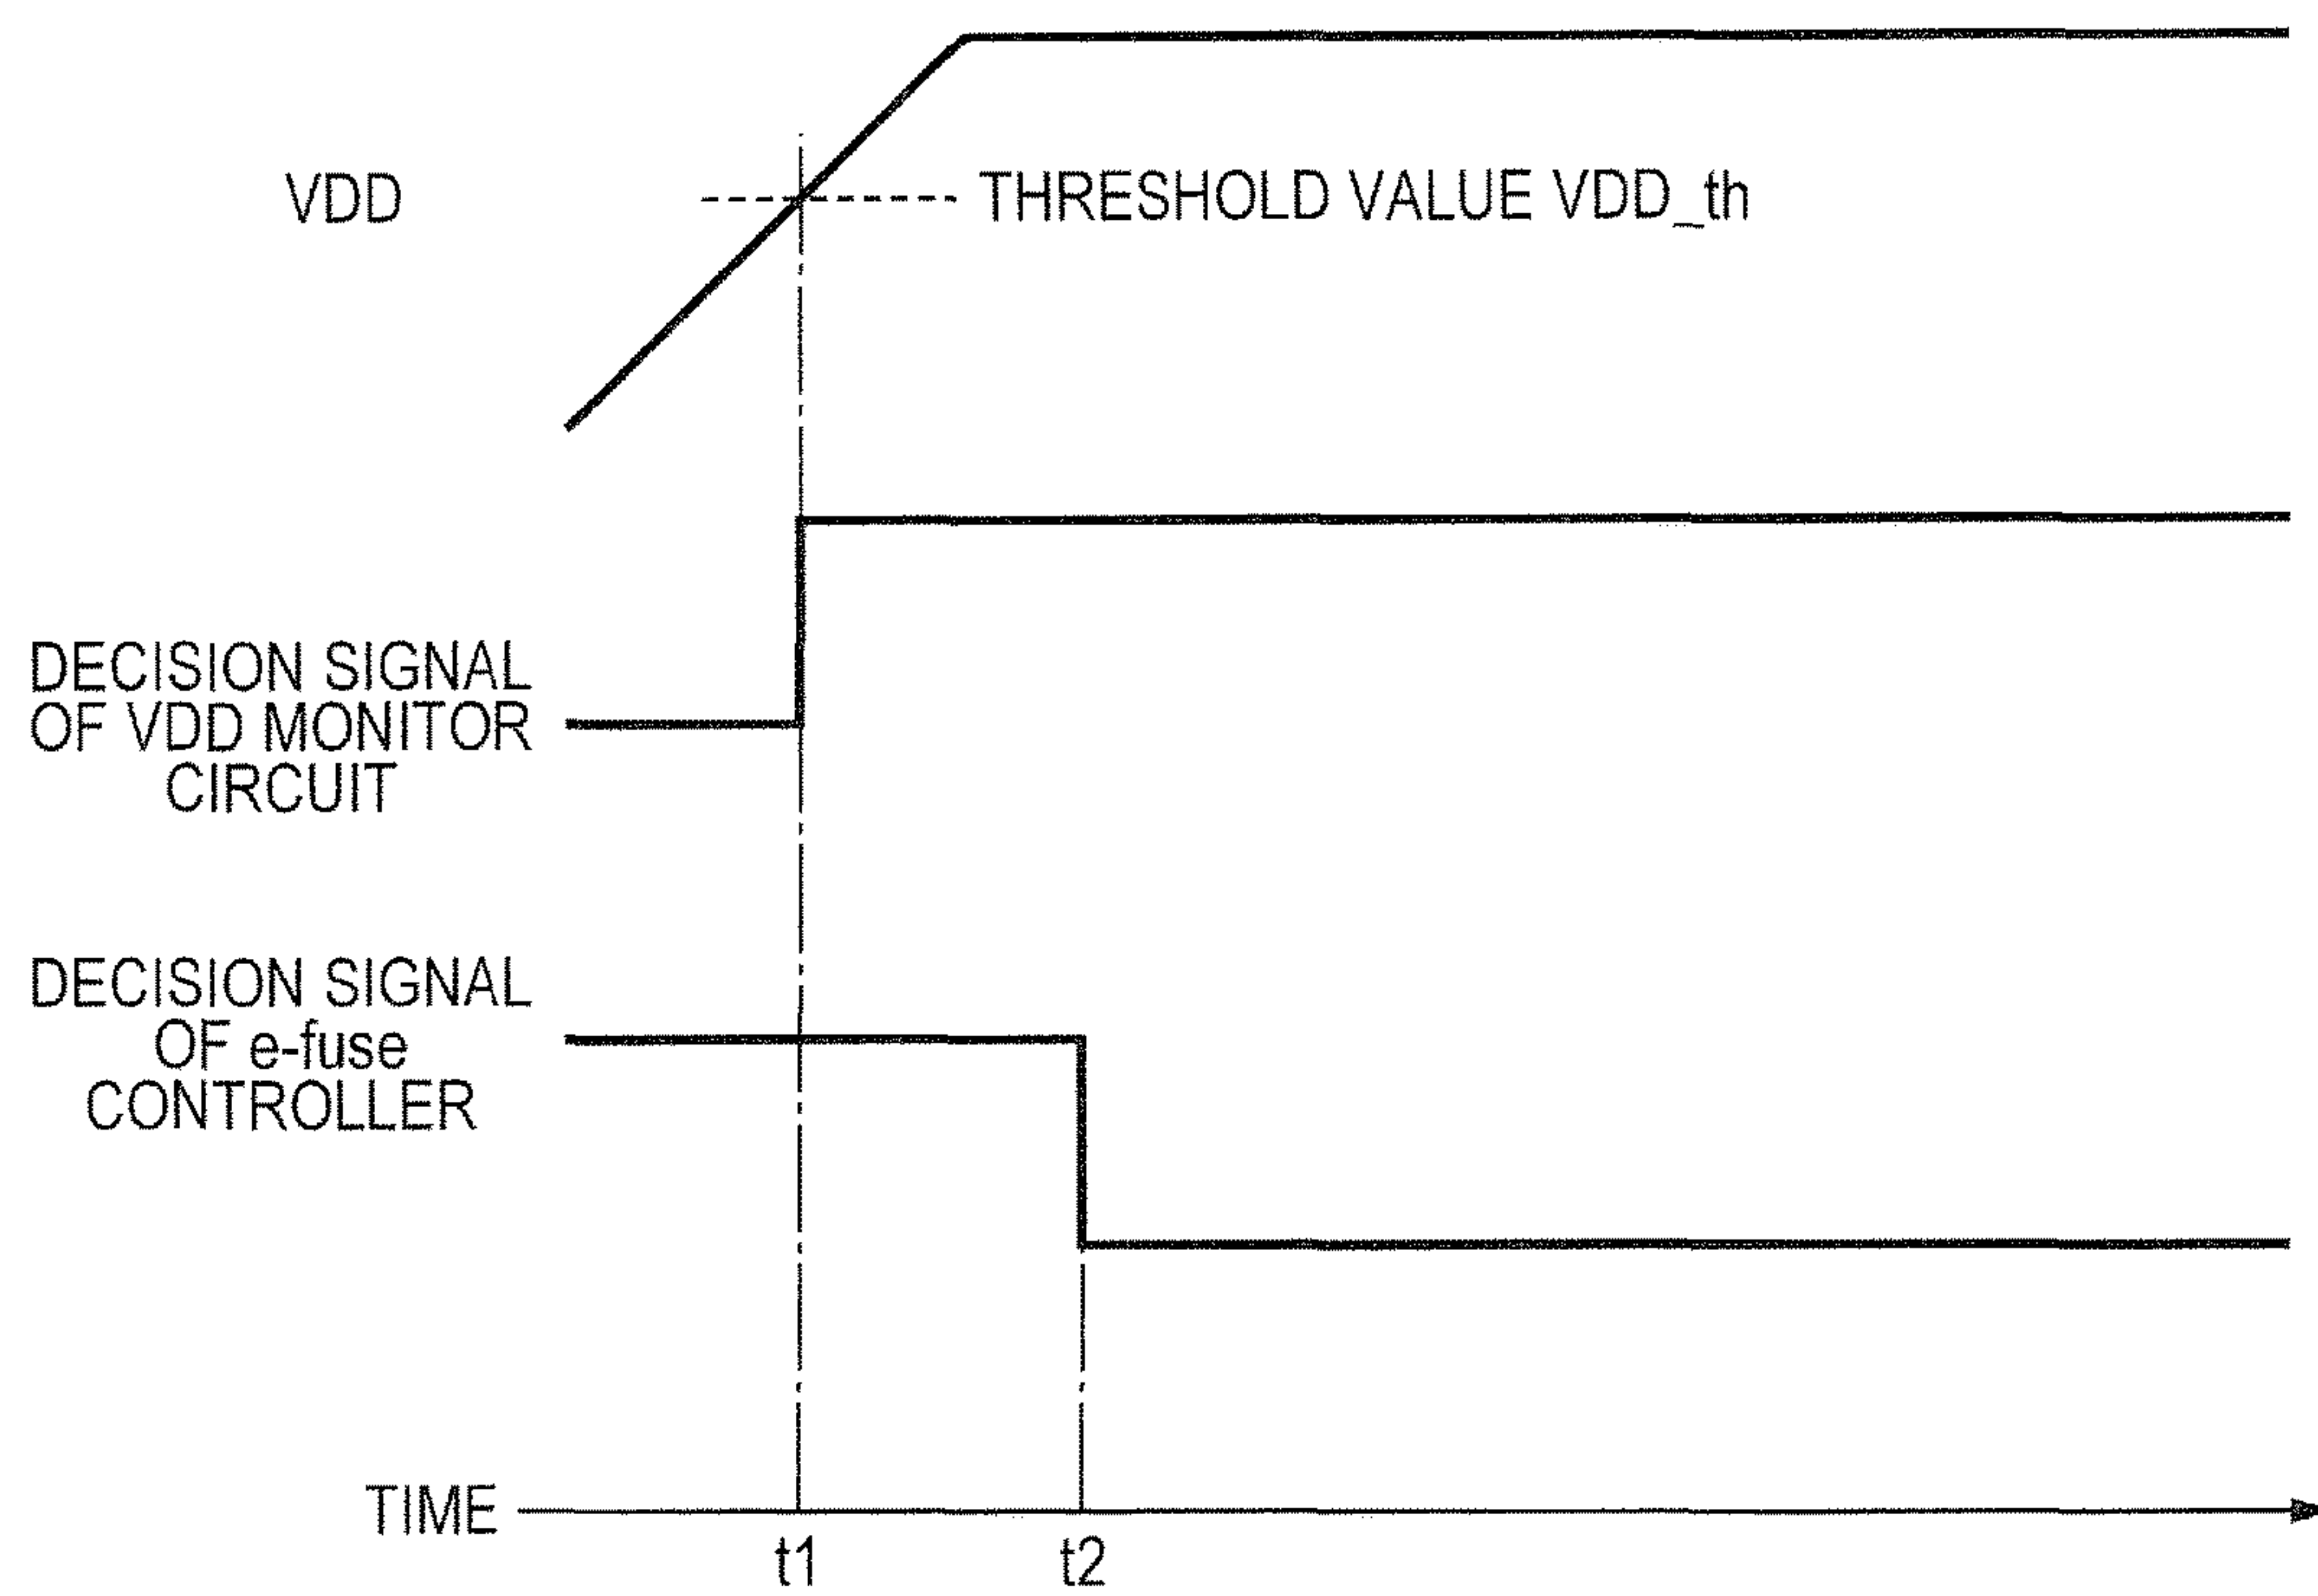 VDD
THRESHOLD VALUE VDD_th
DECISION SIGNAL
OF VDD MONITOR
CIRCUIT
DECISION SIGNAL
OF e-fuse
CONTROLLER
TIME
t1
t2